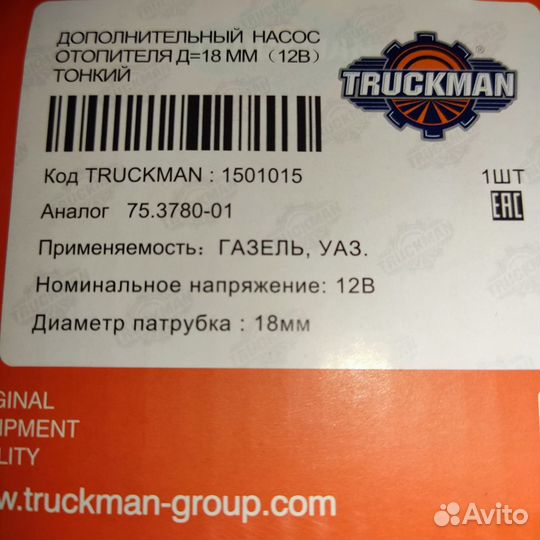 ДОПОЛНИТЕЛЬНЫЙ НАСОС
ОТОПИТЕЛЯ Д=18 ММ (12В)
ТОНКИЙ
TRUCKMAN
®
Код TRUCKMAN : 1501015
1ШТ
Аналог 75.3780-01
EAC
Применяемость: ГАЗЕЛЬ, УАЗ.
Номинальное напряжение: 12В
Диаметр патрубка : 18мм
GINAL
IPMENT
LITY
w.truckman-group.com
Avito